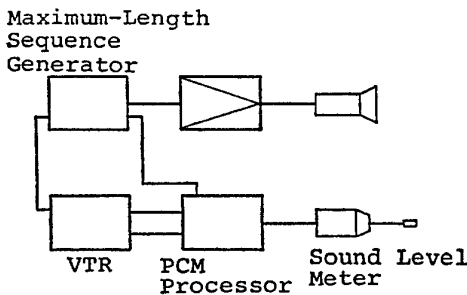 Maximum-Length
Sequence
Generator
VTR
PCM
Processor
Sound Level
Meter